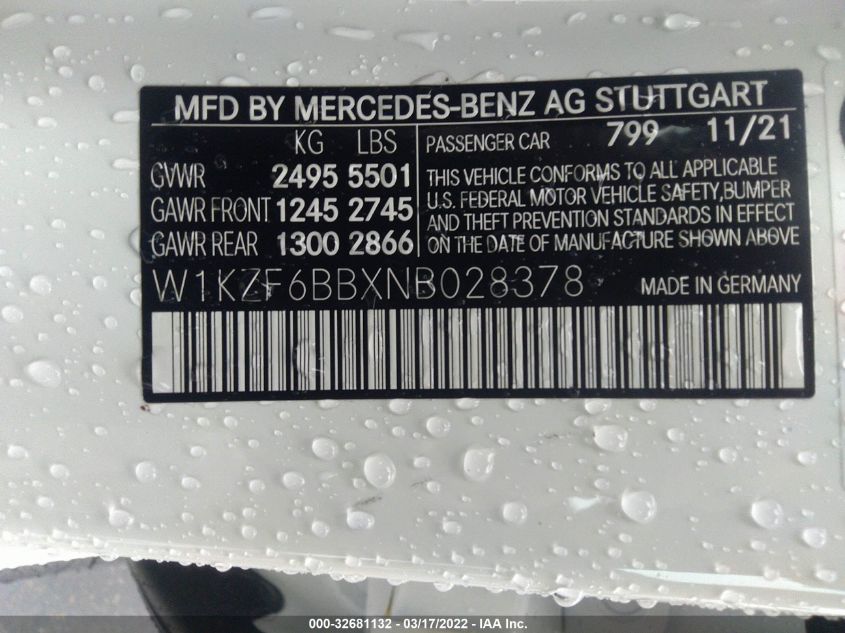 MFD BY MERCEDES-BENZ AG STUTTGART
KG LBS
GVWR 2495 5501
GAWR FRONT 1245 2745
GAWR REAR 1300 2866
PASSENGER CAR 799 11/21
THIS VEHICLE CONFORMS TO ALL APPLICABLE
U.S. FEDERAL MOTOR VEHICLE SAFETY, BUMPER
AND THEFT PREVENTION STANDARDS IN EFFECT
ON THE DATE OF MANUFACTURE SHOWN ABOVE
W1KZF6BBXNB028378 MADE IN GERMANY
000-32681132 - 03/17/2022 - IAA Inc.